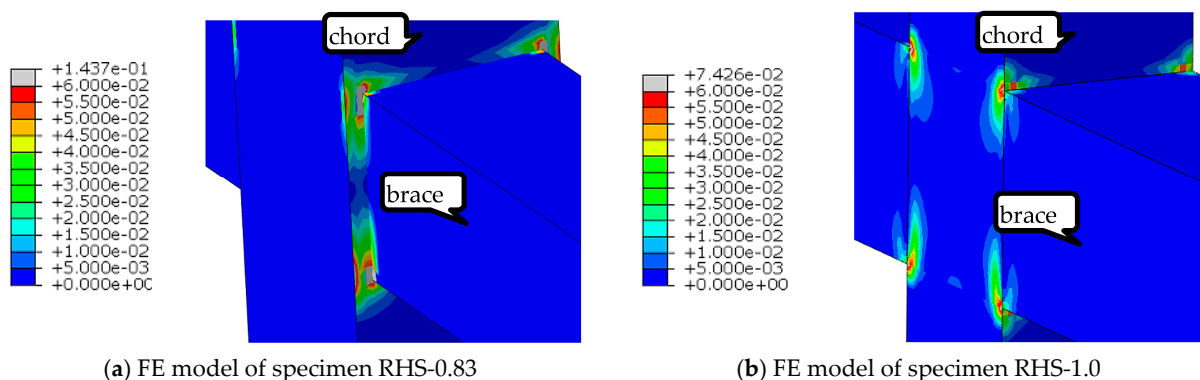 chord
+1.437e-01
+6.000e-02
+5.500e-02
+5.000e-02
+4.500e-02
+4.000e-02
+3.500e-02
+3.000e-02
+2.500e-02
+2.000e-02
+1.500e-02
+1.000e-02
+5.000e-03
+0.000e+00
brace
(a) FE model of specimen RHS-0.83
chord
+7.426e-02
+6.000e-02
+5.500e-02
+5.000e-02
+4.500e-02
+4.000e-02
+3.500e-02
+3.000e-02
+2.500e-02
+2.000e-02
+1.500e-02
+1.000e-02
+5.000e-03
+0.000e+00
brace
(b) FE model of specimen RHS-1.0